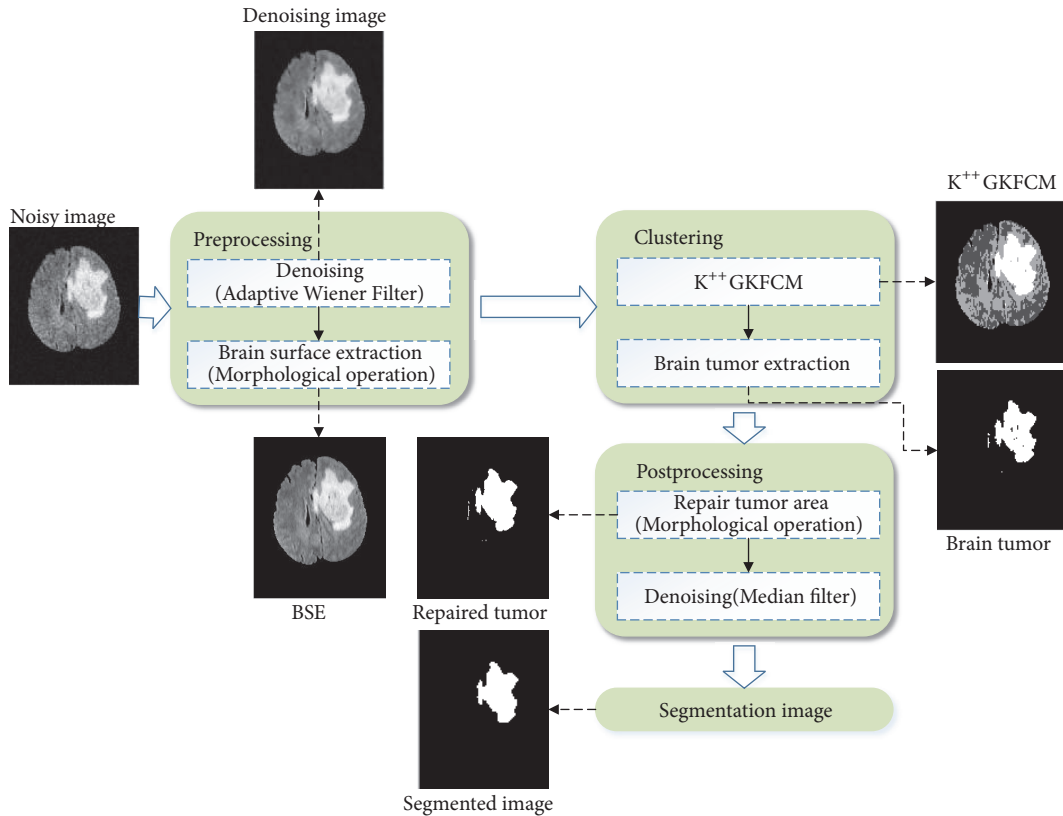 Denoising image
Noisy image
Preprocessing
Denoising
(Adaptive Wiener Filter)
Brain surface extraction
(Morphological operation)
BSE
Clustering
K++ GKFCM
Brain tumor extraction
K++ GKFCM
Brain tumor
Postprocessing
Repair tumor area
(Morphological operation)
Denoising(Median filter)
Repaired tumor
Segmentation image
Segmented image